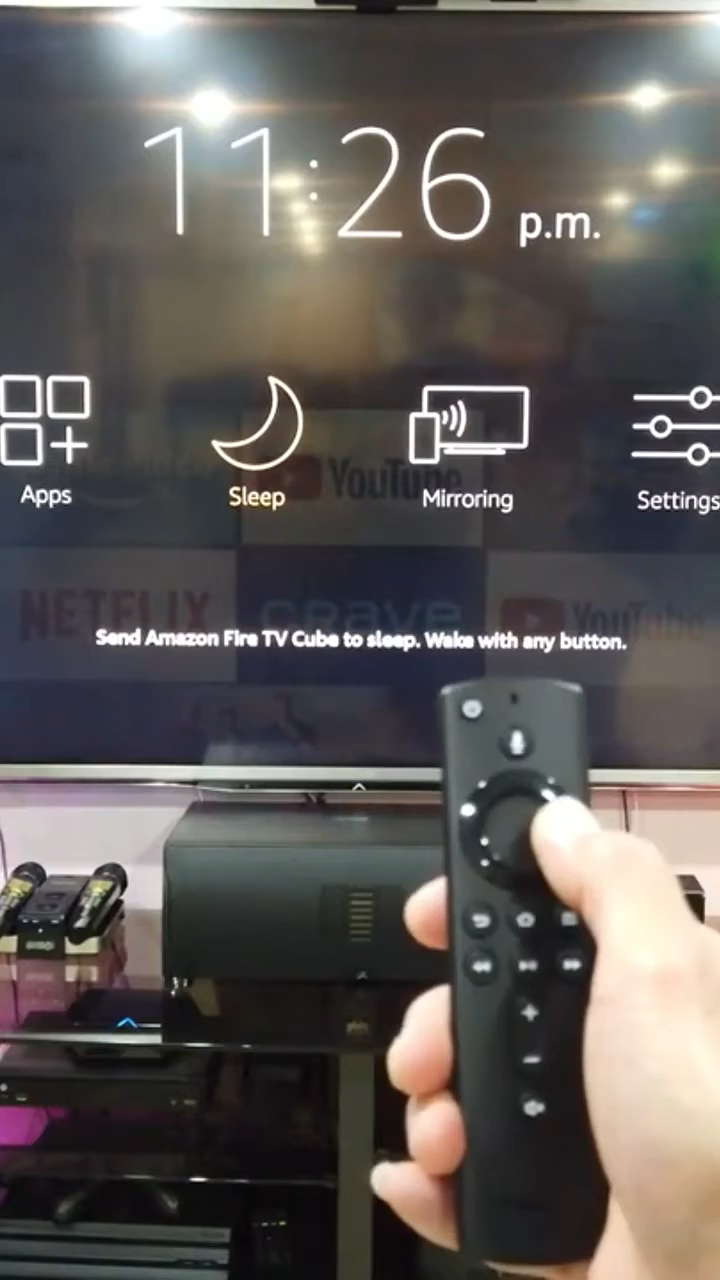 11:26 p.m.
Apps
Sleep
Mirroring
Settings
YouTube
NETFLIX
crave
YouTube
Send Amazon Fire TV Cube to sleep. Wake with any button.